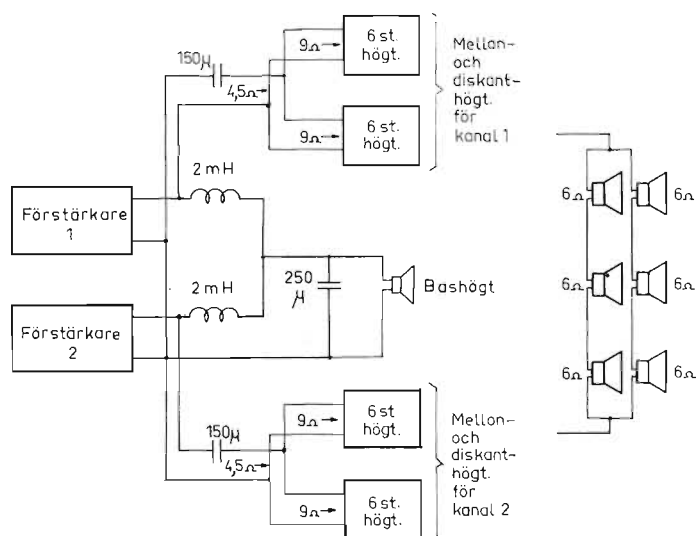 150μ
9Ω
4,5Ω
6 st.
högt.
9Ω
6 st.
högt.
Mellan-
och
diskant-
högt.
för
kanal 1
Förstärkare
1
2 mH
2 mH
Förstärkare
2
250
μ
Bashögt
150μ
9Ω
4,5Ω
6 st
högt.
9Ω
6 st.
högt.
Mellon-
och
diskant-
högt.
för
kanal 2
6Ω
6Ω
6Ω
6Ω
6Ω
6Ω